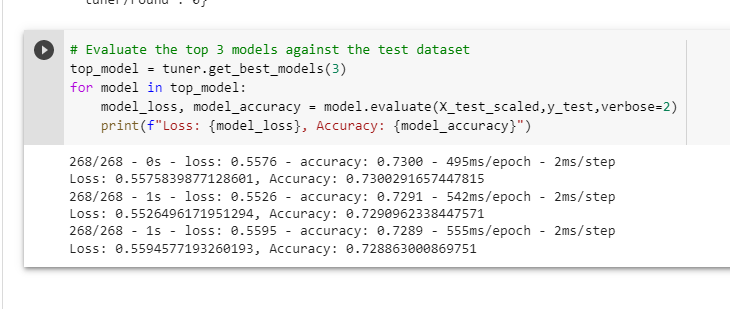 # Evaluate the top 3 models against the test dataset
top_model = tuner.get_best_models(3)
for model in top_model:
    model_loss, model_accuracy = model.evaluate(X_test_scaled,y_test,verbose=2)
    print(f"Loss: {model_loss}, Accuracy: {model_accuracy}")
268/268 - 0s - loss: 0.5576 - accuracy: 0.7300 - 495ms/epoch - 2ms/step
Loss: 0.5575839877128601, Accuracy: 0.7300291657447815
268/268 - 1s - loss: 0.5526 - accuracy: 0.7291 - 542ms/epoch - 2ms/step
Loss: 0.5526496171951294, Accuracy: 0.7290962338447571
268/268 - 1s - loss: 0.5595 - accuracy: 0.7289 - 555ms/epoch - 2ms/step
Loss: 0.5594577193260193, Accuracy: 0.728863000869751